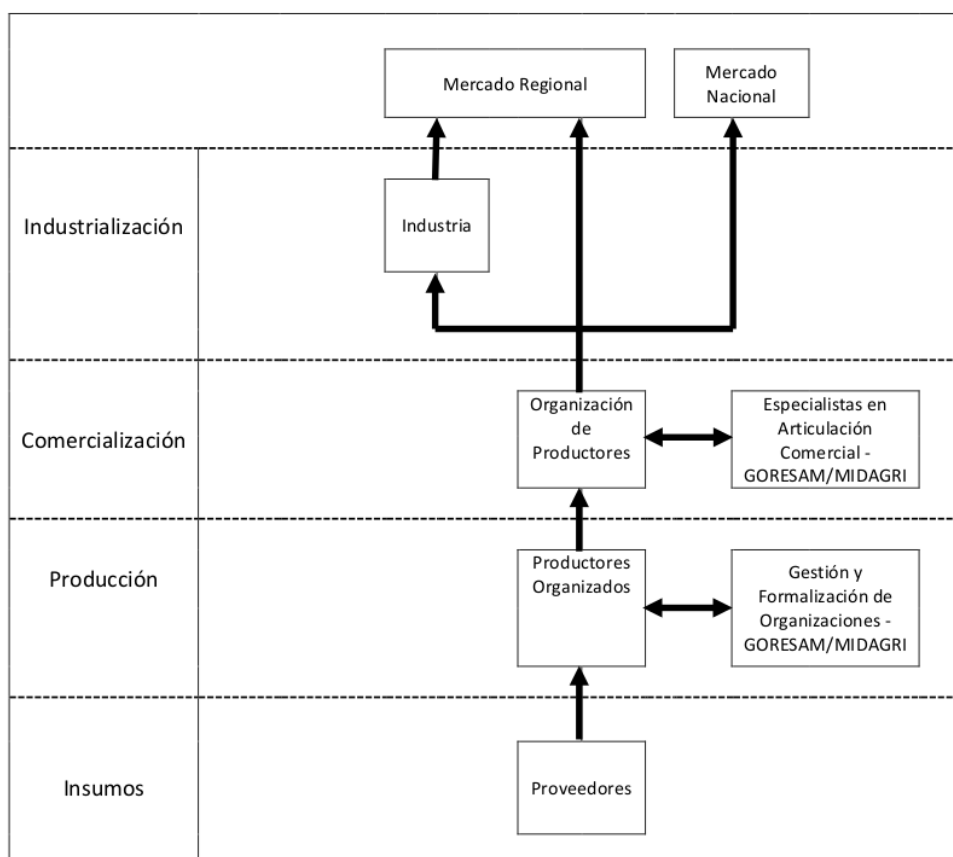 Mercado Regional
Mercado
Nacional
Industrialización
Industria
Comercialización
Organización
de
Productores
Especialistas en
Articulación
Comercial -
GORESAM/MIDAGRI
Producción
Productores
Organizados
Gestión y
Formalización de
Organizaciones -
GORESAM/MIDAGRI
Insumos
Proveedores